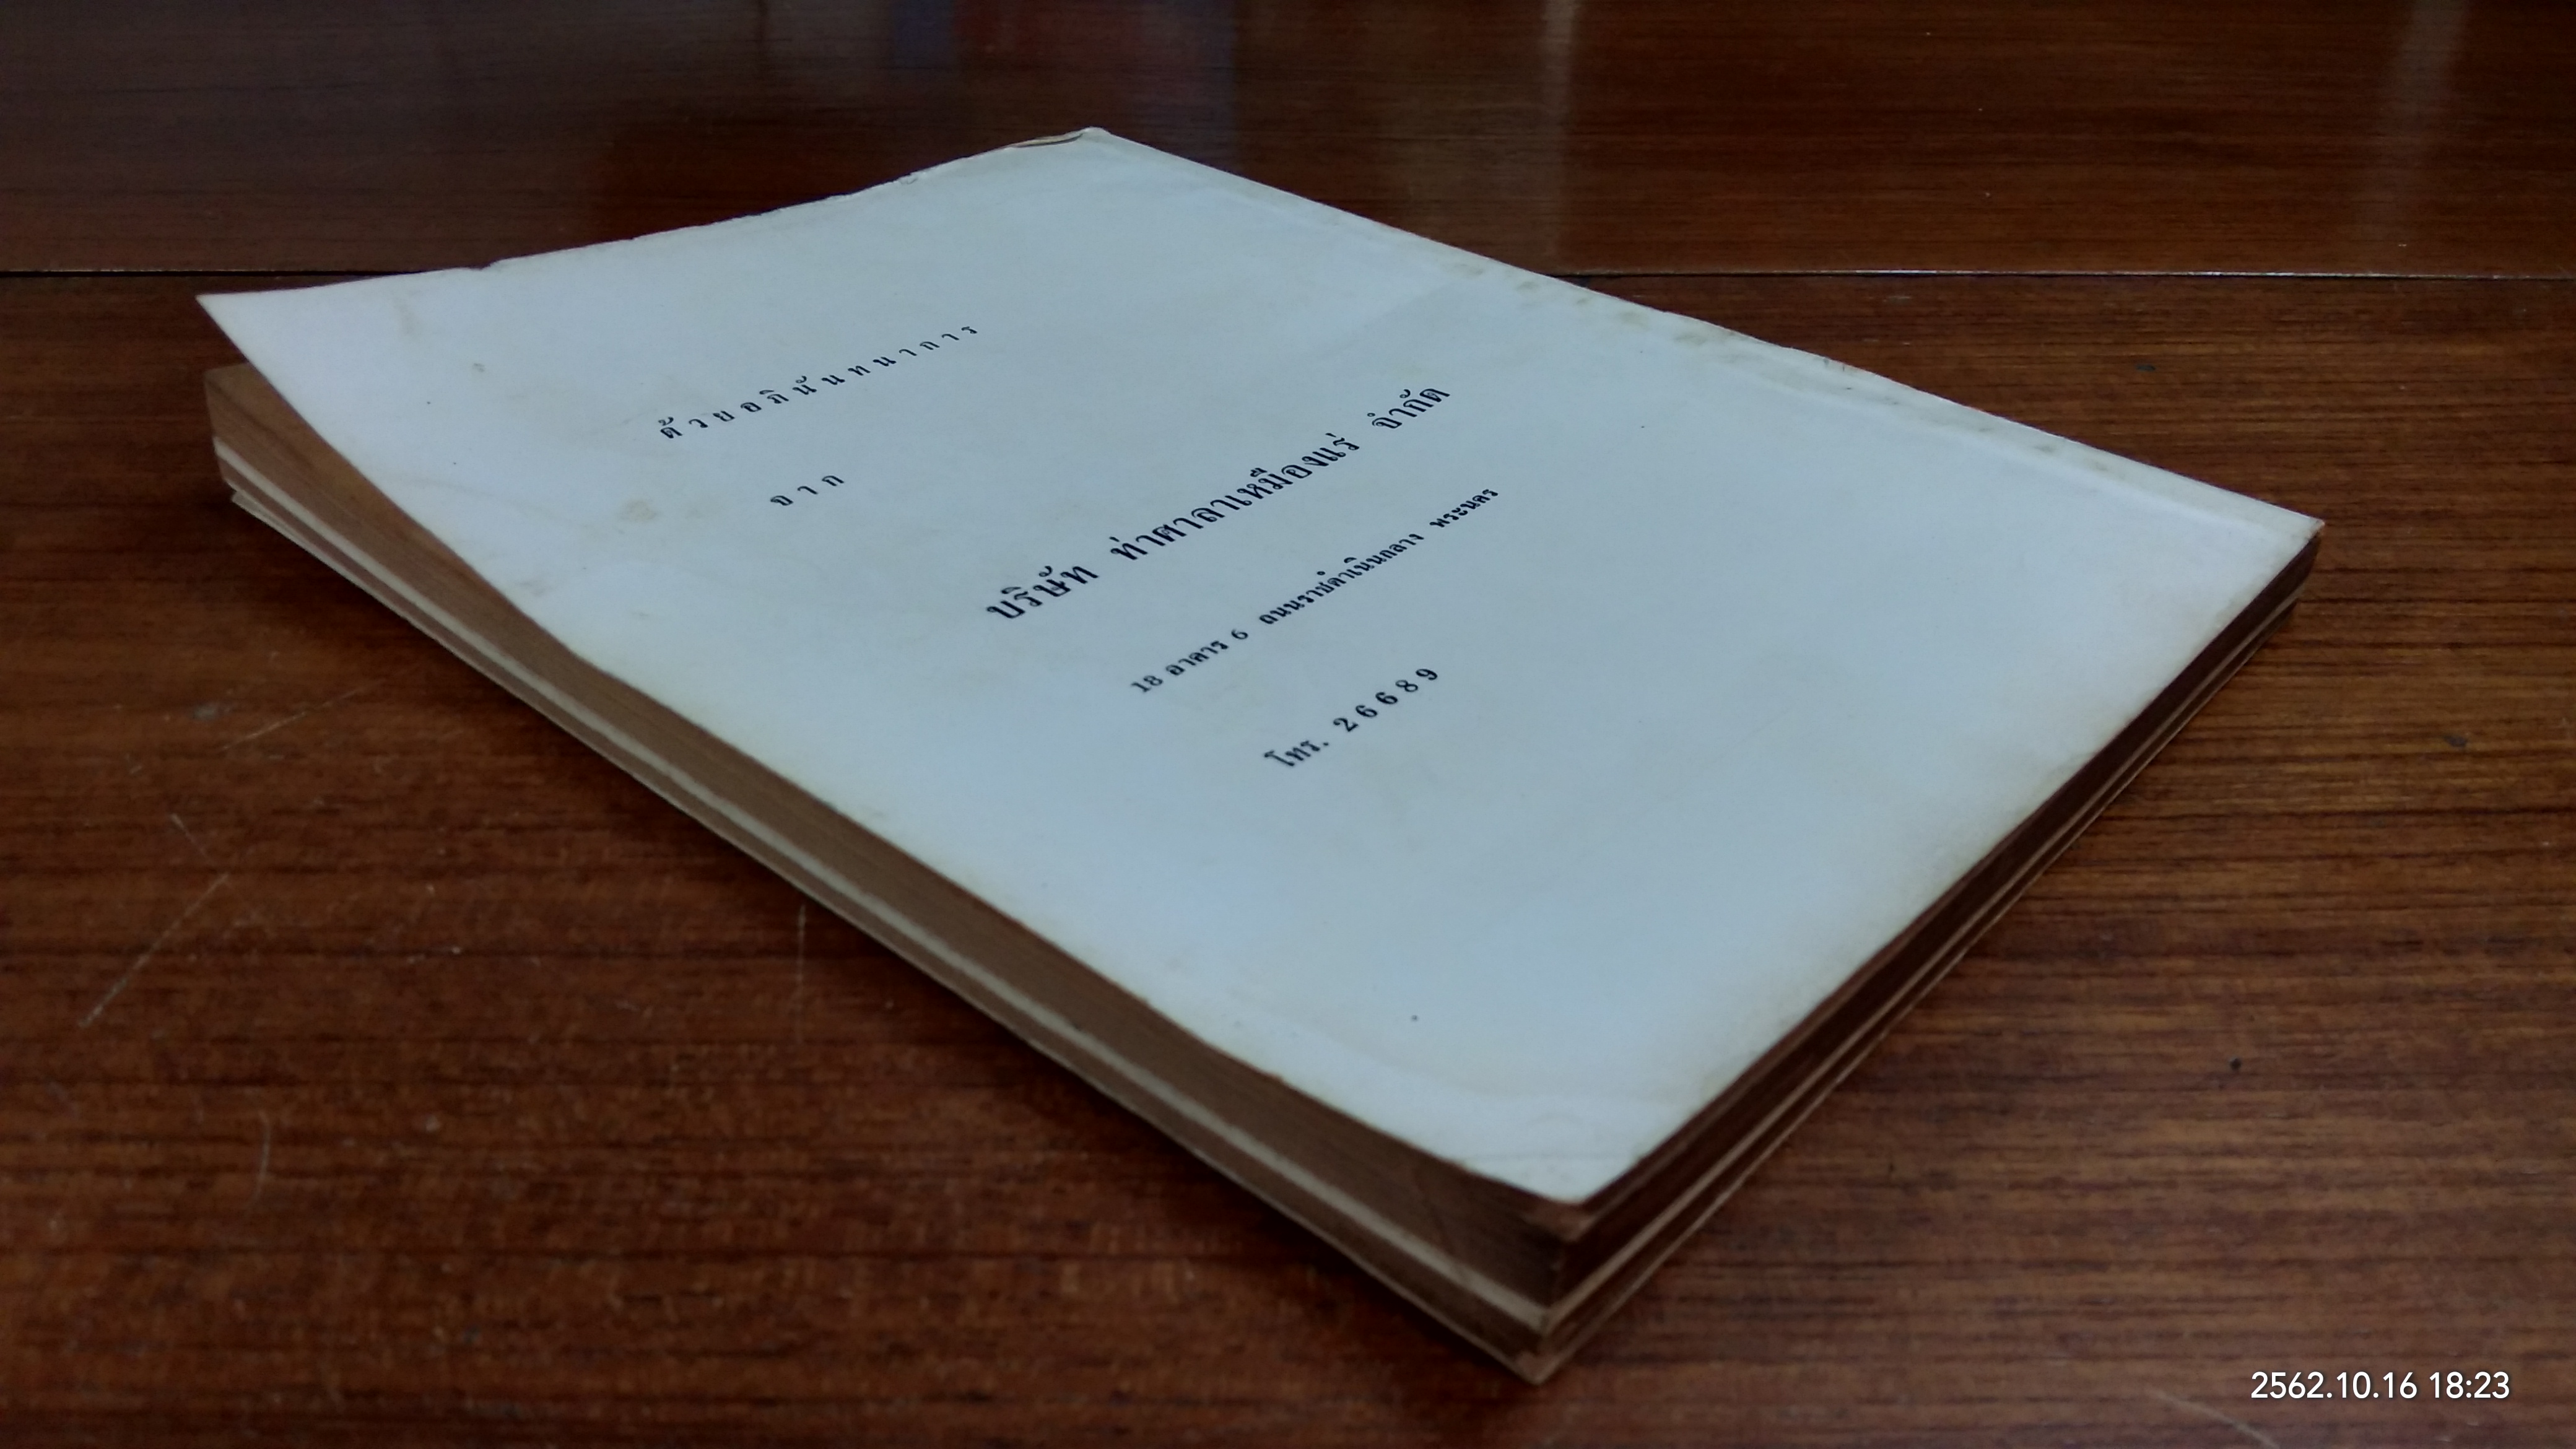 ด้วยอภินันทนาการ
จาก
บริษัท ท่าศาลาเหมืองแร่ จำกัด
18 อาคาร 6 ถนนราชดำเนินกลาง พระนคร
โทร. 26689
2562.10.16 18:23